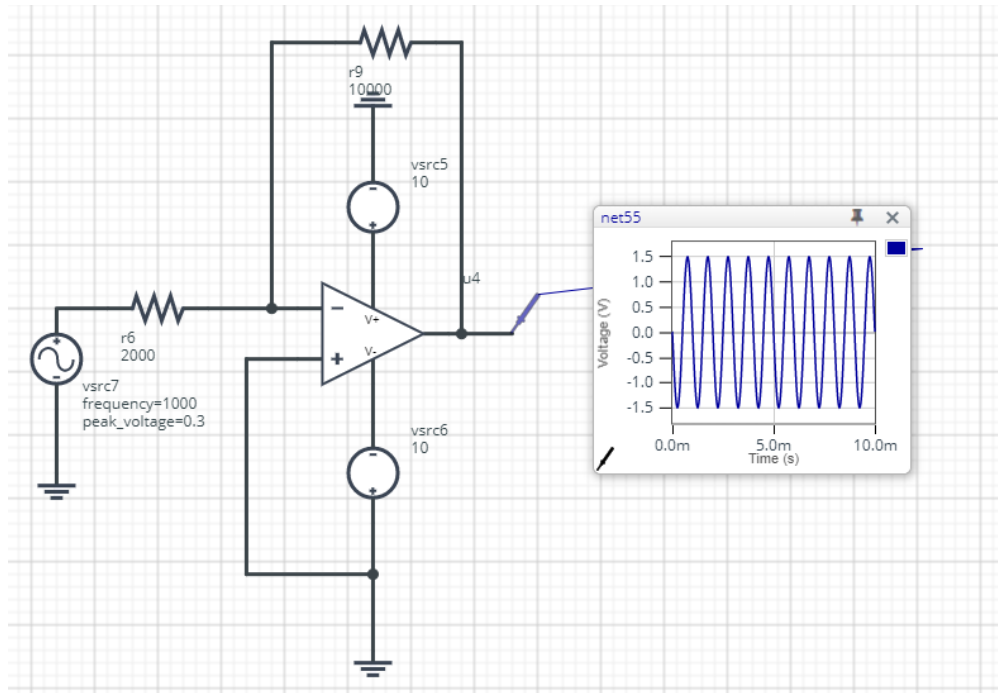 r9
10000
vsrc5
10
u4
V+
V-
r6
2000
vsrc7
frequency=1000
peak_voltage=0.3
vsrc6
10
net55
Voltage (V)
1.5
1.0
0.5
0.0
-0.5
-1.0
-1.5
0.0m 5.0m 10.0m
Time (s)